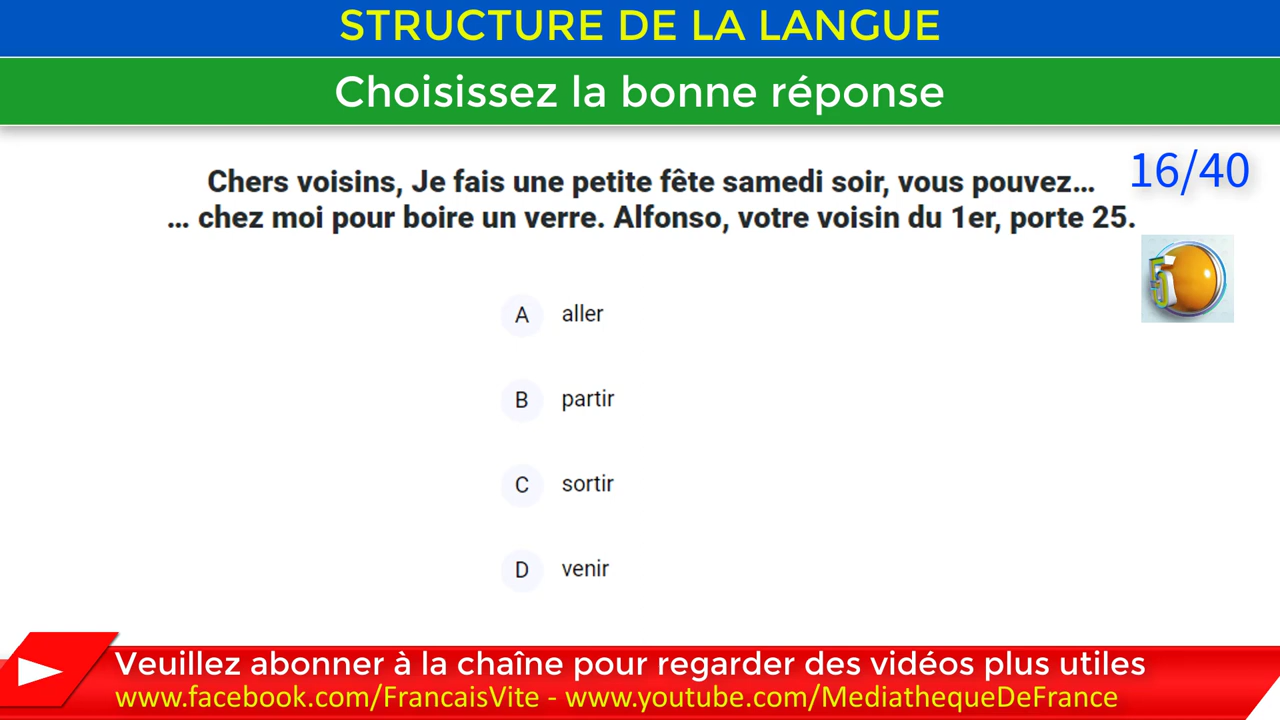 STRUCTURE DE LA LANGUE
Choisissez la bonne réponse
Chers voisins, Je fais une petite fête samedi soir, vous pouvez...
16/40
... chez moi pour boire un verre. Alfonso, votre voisin du 1er, porte 25.
5
A aller
B partir
C sortir
D venir
Veuillez abonner à la chaîne pour regarder des vidéos plus utiles
www.facebook.com/FrancaisVite - www.youtube.com/MediathequeDeFrance